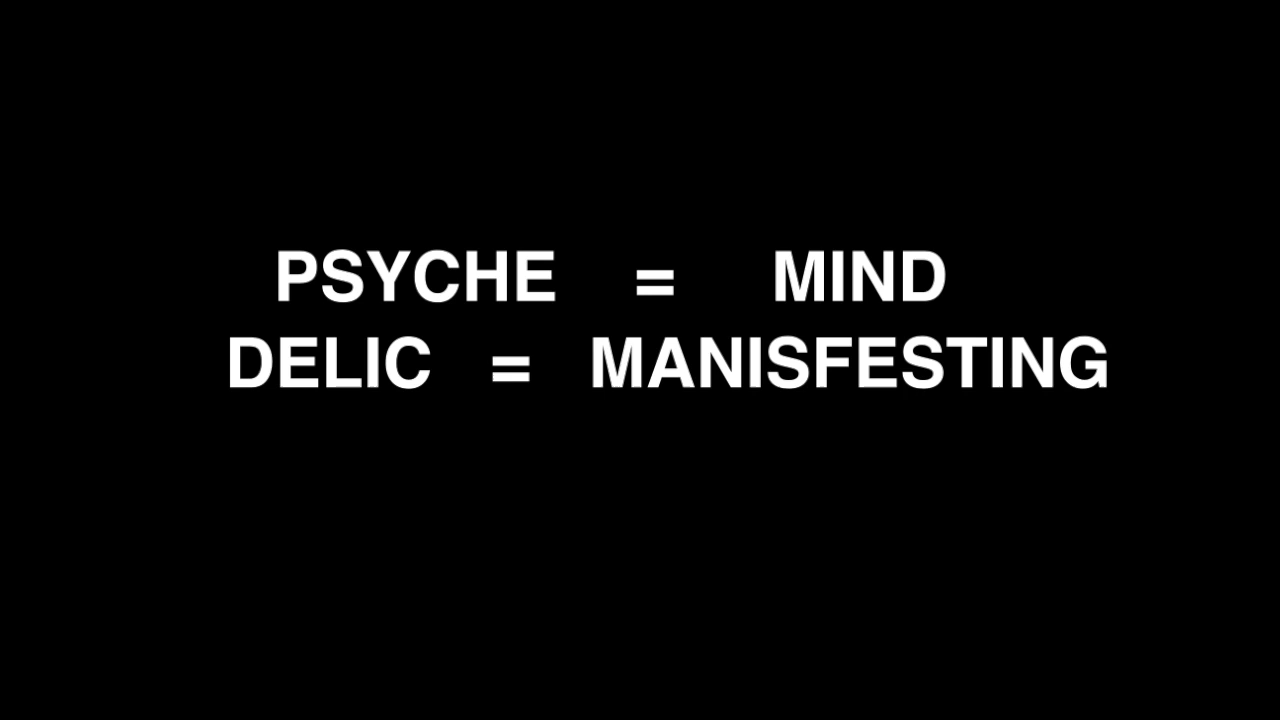 PSYCHE = MIND
DELIC = MANISFESTING